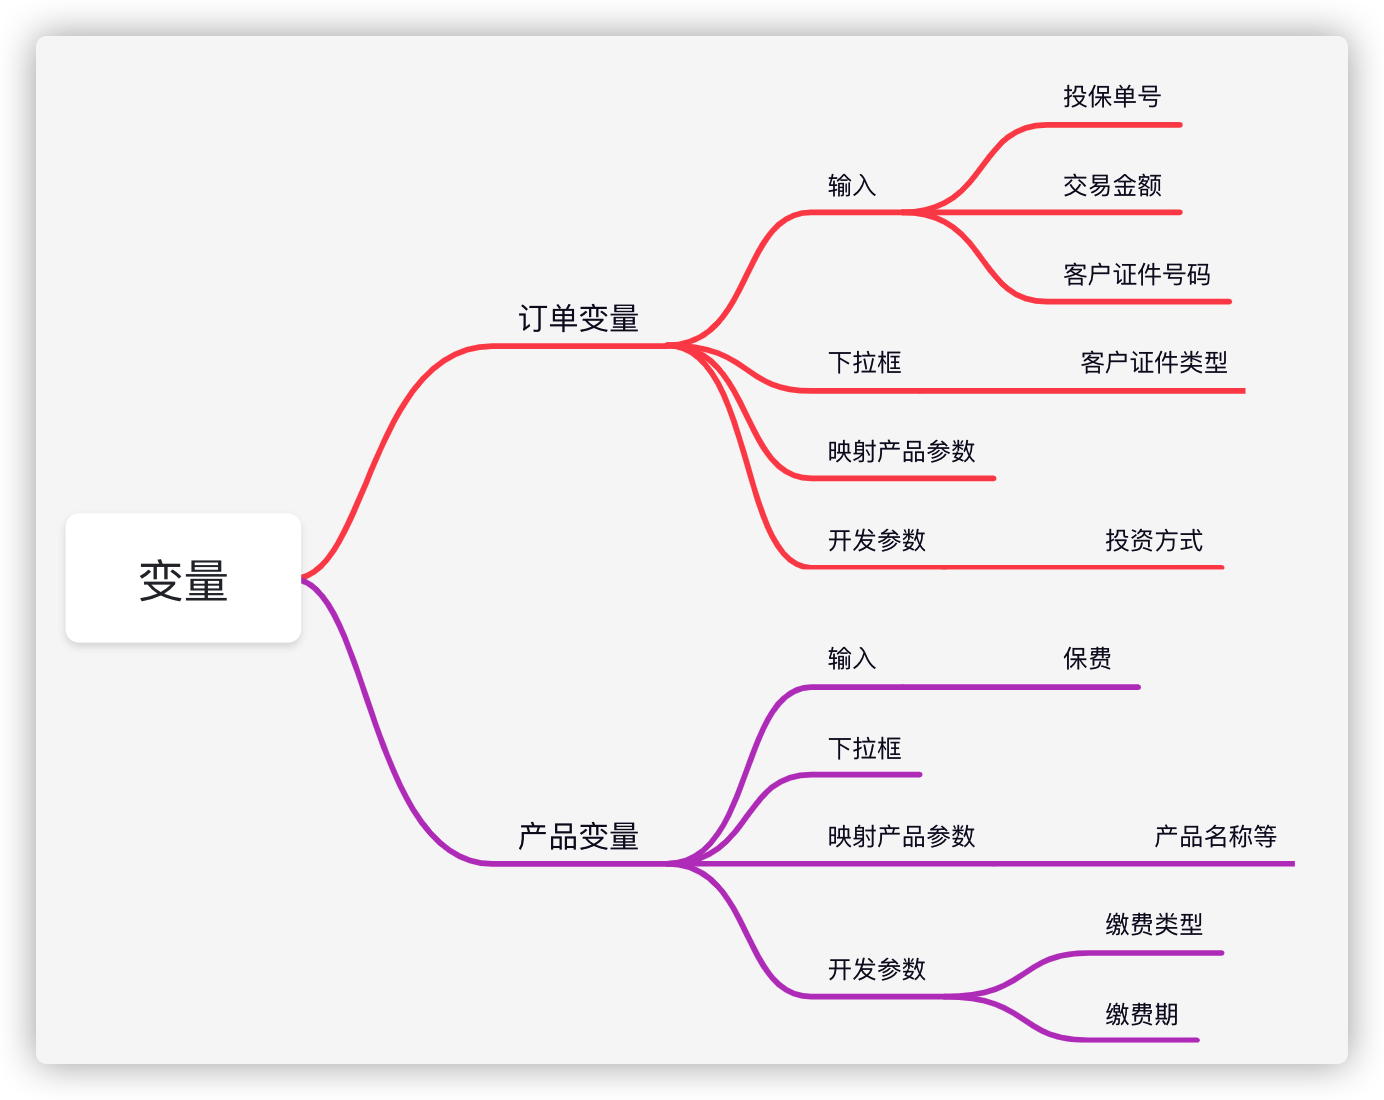 变量
订单变量
输入
投保单号
交易金额
客户证件号码
下拉框
客户证件类型
映射产品参数
开发参数
投资方式
产品变量
输入
保费
下拉框
映射产品参数
产品名称等
开发参数
缴费类型
缴费期